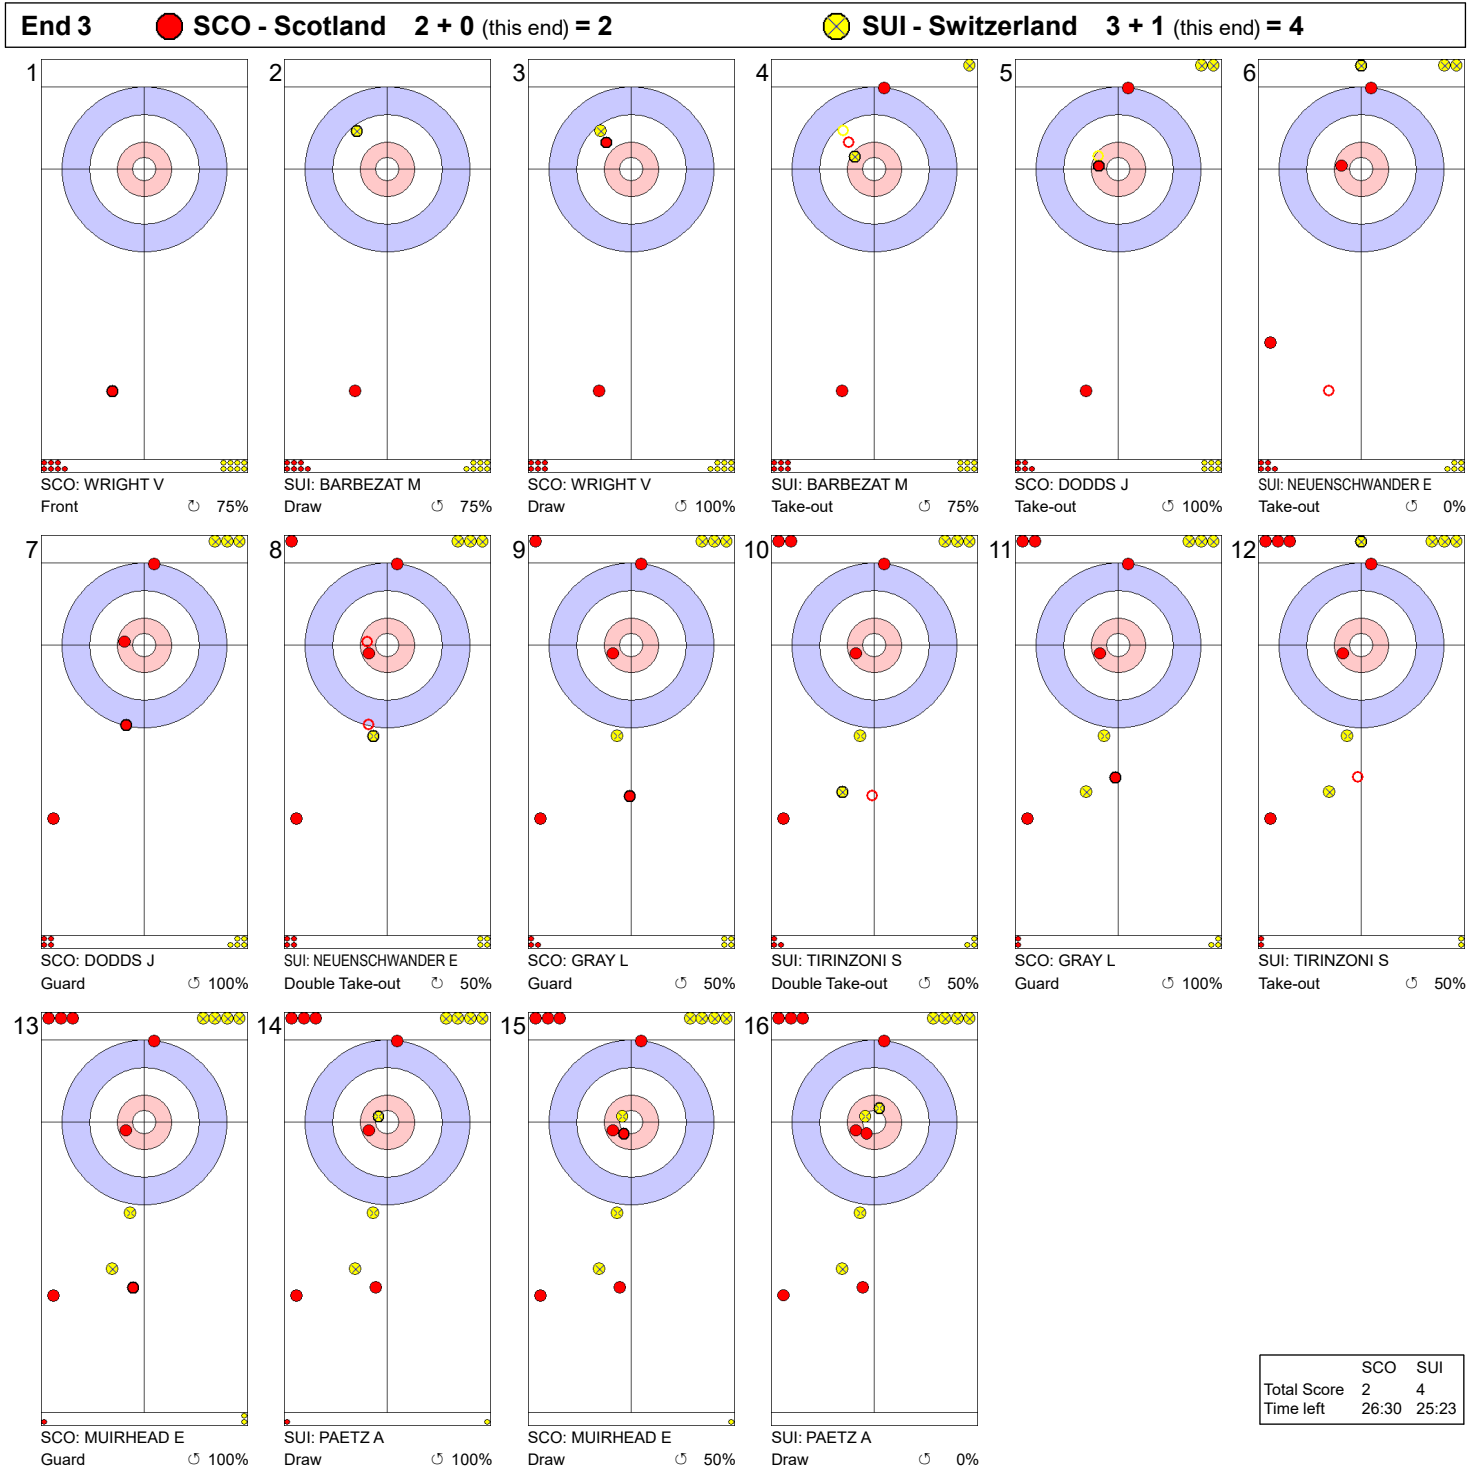 End 3 SCO - Scotland 2 + 0 (this end) = 2 SUI - Switzerland 3 + 1 (this end) = 4
1 2 3 4 5 6
SCO: WRIGHT V SUI: BARBEZAT M SCO: WRIGHT V SUI: BARBEZAT M SCO: DODDS J SUI: NEUENSCHWANDER E
Front ↻ 75% Draw ↺ 75% Draw ↺ 100% Take-out ↺ 75% Take-out ↺ 100% Take-out ↺ 0%
7 8 9 10 11 12
SCO: DODDS J SUI: NEUENSCHWANDER E SCO: GRAY L SUI: TIRINZONI S SCO: GRAY L SUI: TIRINZONI S
Guard ↺ 100% Double Take-out ↻ 50% Guard ↺ 50% Double Take-out ↺ 50% Guard ↺ 100% Take-out ↺ 50%
13 14 15 16
SCO: MUIRHEAD E SUI: PAETZ A SCO: MUIRHEAD E SUI: PAETZ A
Guard ↺ 100% Draw ↺ 100% Draw ↺ 50% Draw ↺ 0%
SCO SUI
Total Score 2 4
Time left 26:30 25:23